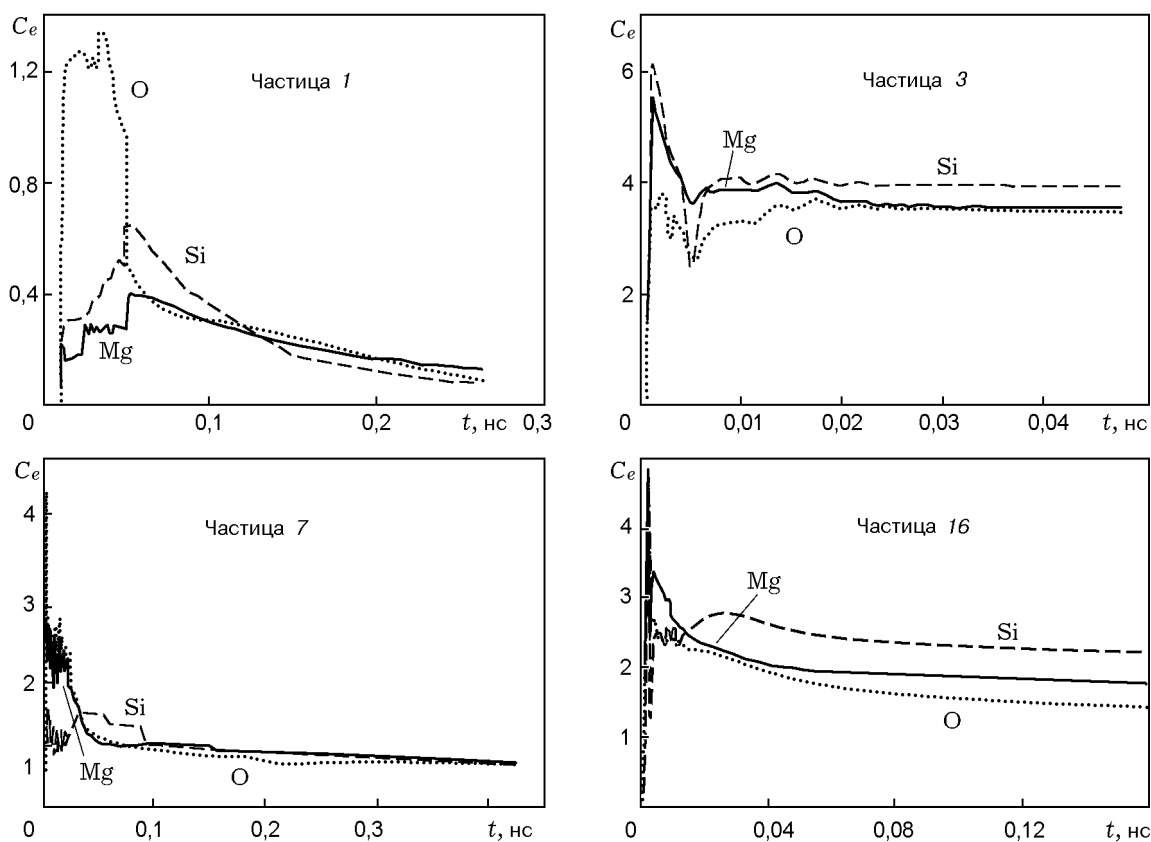 Ce
1,2
0,8
0,4
0
0,1
0,2
t, нс
0,3
Частица 1
O
Si
Mg
Ce
6
4
2
0
0,01
0,02
0,03
0,04
t, нс
Частица 3
Mg
Si
O
Ce
4
3
2
1
0
0,1
0,2
0,3
t, нс
Частица 7
Si
Mg
O
Ce
4
3
2
1
0
0,04
0,08
0,12
t, нс
Частица 16
Mg
Si
O